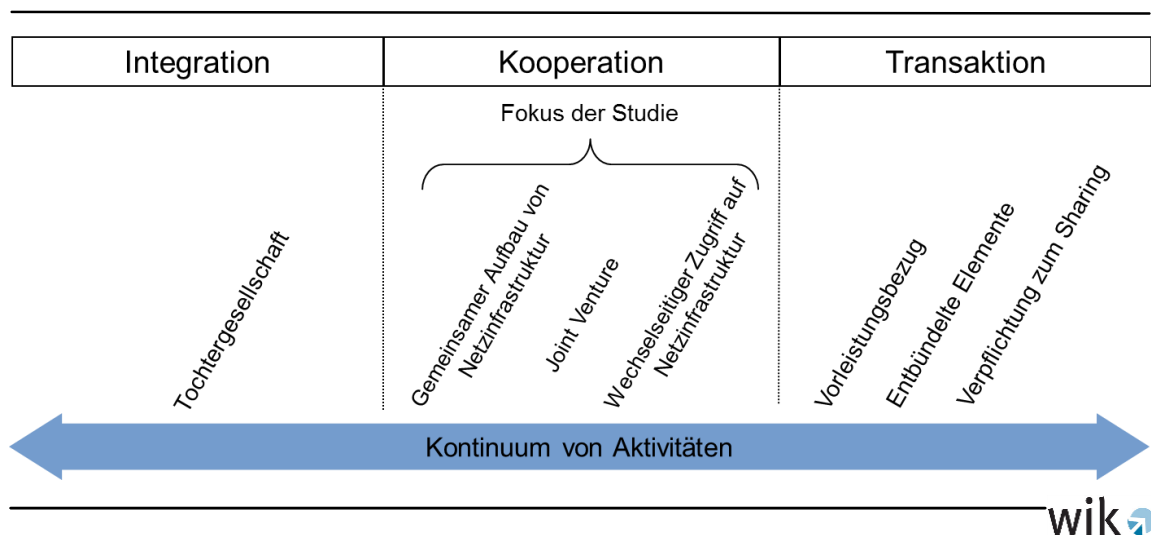 Integration
Kooperation
Transaktion
Fokus der Studie
Tochtergesellschaft
Gemeinsamer Aufbau von
Netzinfrastruktur
Joint Venture
Wechselseitiger Zugriff auf
Netzinfrastruktur
Vorleistungsbezug
Entbündelte Elemente
Verpflichtung zum Sharing
Kontinuum von Aktivitäten
wik